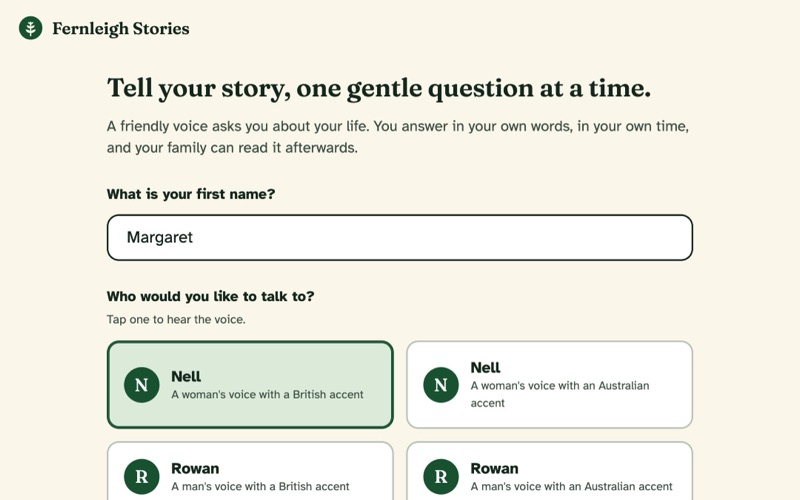 Fernleigh Stories
Tell your story, one gentle question at a time.
A friendly voice asks you about your life. You answer in your own words, in your own time,
and your family can read it afterwards.
What is your first name?
Margaret
Who would you like to talk to?
Tap one to hear the voice.
N
Nell
A woman's voice with a British accent
N
Nell
A woman's voice with an Australian
accent
R
Rowan
A man's voice with a British accent
R
Rowan
A man's voice with an Australian accent